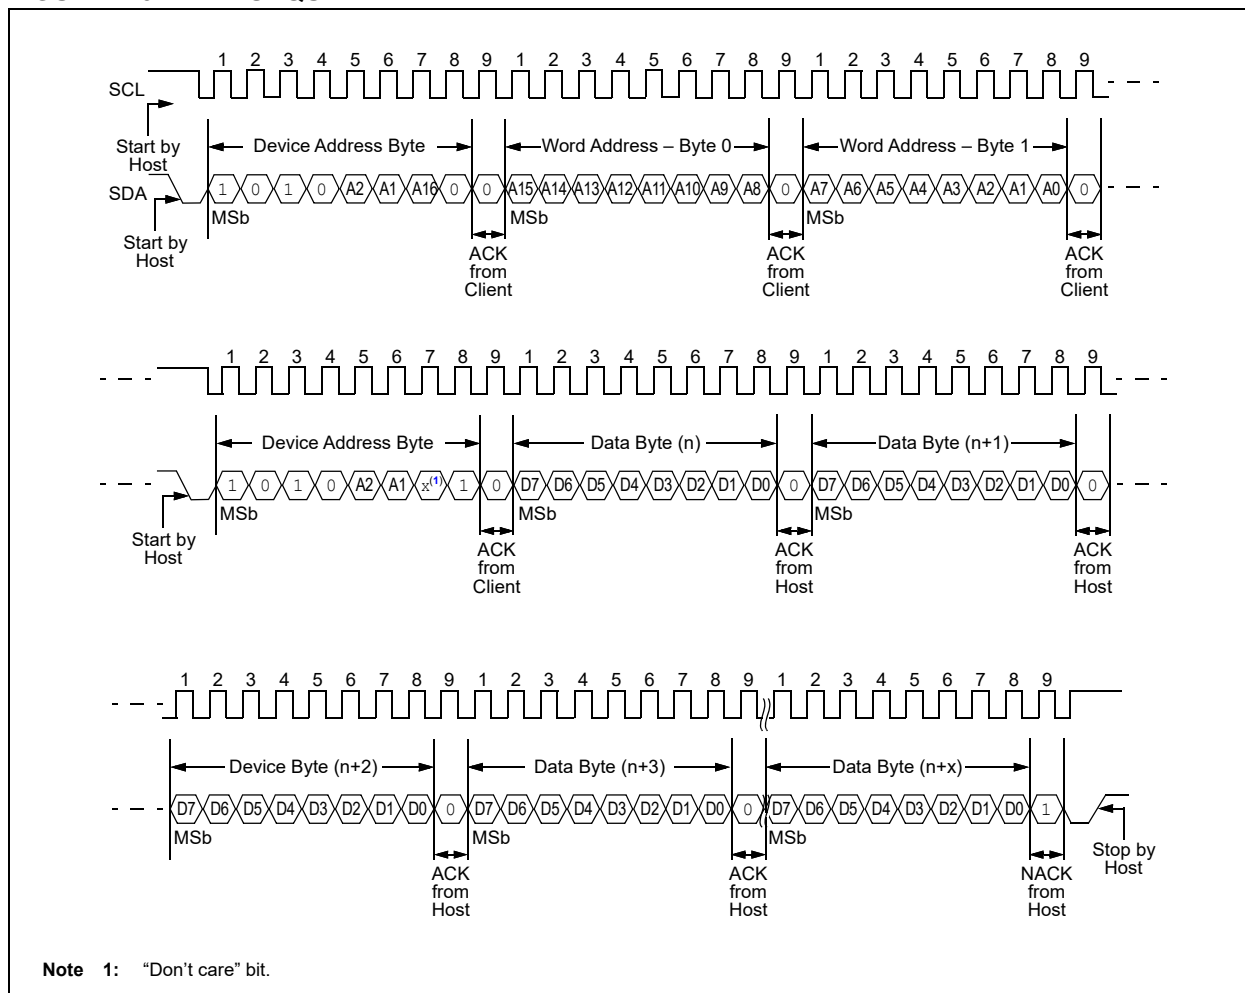 1 2 3 4 5 6 7 8 9 1 2 3 4 5 6 7 8 9 1 2 3 4 5 6 7 8 9
SCL
Start by
Host
Device Address Byte
Word Address – Byte 0
Word Address – Byte 1
SDA
1 0 1 0 A2 A1 A16 0 0 A15 A14 A13 A12 A11 A10 A9 A8 0 A7 A6 A5 A4 A3 A2 A1 A0 0
MSb MSb MSb
Start by
Host
ACK
from
Client
ACK
from
Client
ACK
from
Client
1 2 3 4 5 6 7 8 9 1 2 3 4 5 6 7 8 9 1 2 3 4 5 6 7 8 9
Device Address Byte
Data Byte (n)
Data Byte (n+1)
1 0 1 0 A2 A1 x(1) 1 0 D7 D6 D5 D4 D3 D2 D1 D0 0 D7 D6 D5 D4 D3 D2 D1 D0 0
MSb MSb MSb
Start by
Host
ACK
from
Client
ACK
from
Host
ACK
from
Host
1 2 3 4 5 6 7 8 9 1 2 3 4 5 6 7 8 9 1 2 3 4 5 6 7 8 9
Device Byte (n+2)
Data Byte (n+3)
Data Byte (n+x)
D7 D6 D5 D4 D3 D2 D1 D0 0 D7 D6 D5 D4 D3 D2 D1 D0 0 D7 D6 D5 D4 D3 D2 D1 D0 1
MSb MSb MSb
ACK
from
Host
ACK
from
Host
NACK
from
Host
Stop by
Host
Note 1: “Don’t care” bit.